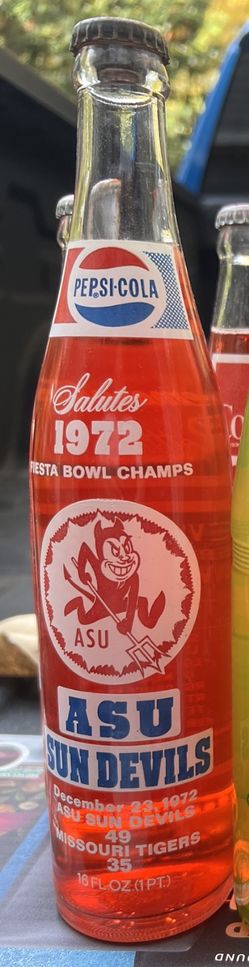 PEPSI-COLA
Salutes
1972
FIESTA BOWL CHAMPS
ASU
ASU
SUN DEVILS
December 23, 1972
ASU SUN DEVILS
49
MISSOURI TIGERS
35
16 FL. OZ. (1 PT.)